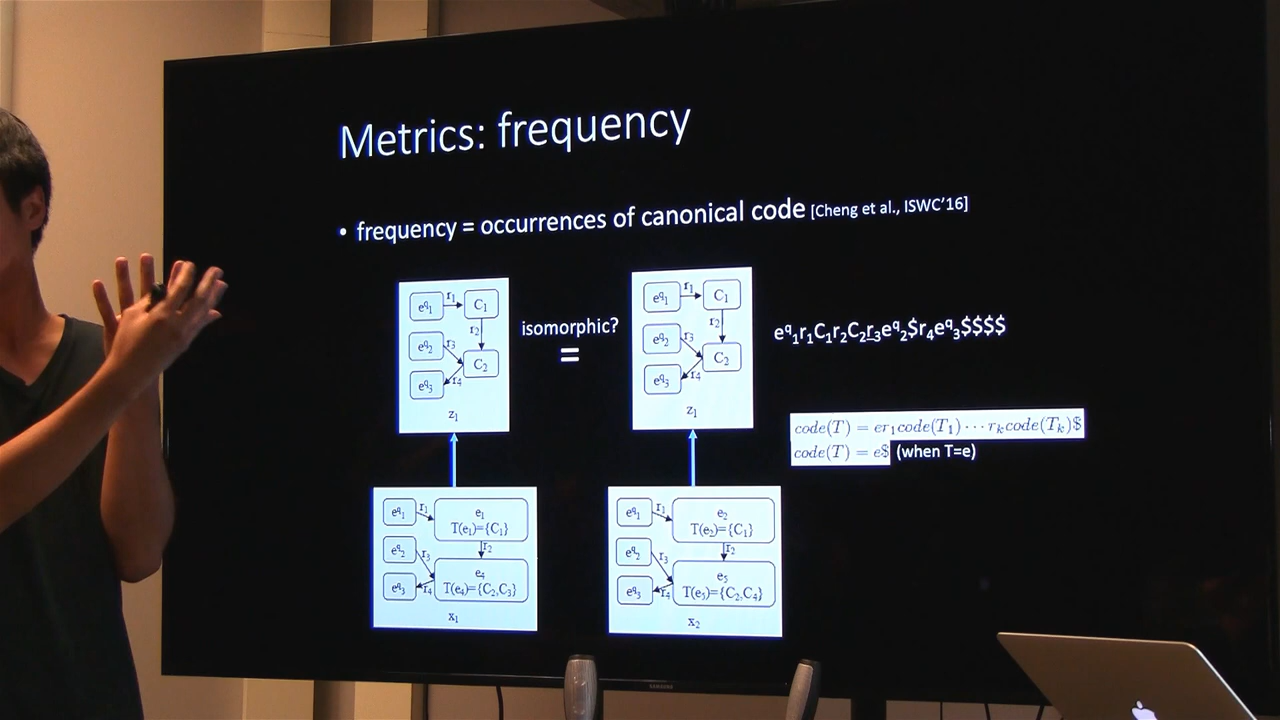 Metrics: frequency
• frequency = occurrences of canonical code [Cheng et al., ISWC'16]
eq1 r1 C1
r2
eq2 r3 C2
eq3 r4
z1
isomorphic?
=
eq1 r1 C1
r2
eq2 r3 C2
eq3 r4
z1
eq1r1C1r2C2r3eq2$r4eq3$$$$
code(T) = er1code(T1) ··· rkcode(Tk)$
code(T) = e$ (when T=e)
eq1 r1 e1
T(e1)={C1}
r2
eq2 r3 e4
T(e4)={C2,C3}
eq3 r4
x1
eq1 r1 e2
T(e2)={C1}
r2
eq2 r3 e5
T(e5)={C2,C4}
eq3 r4
x2
SAMSUNG